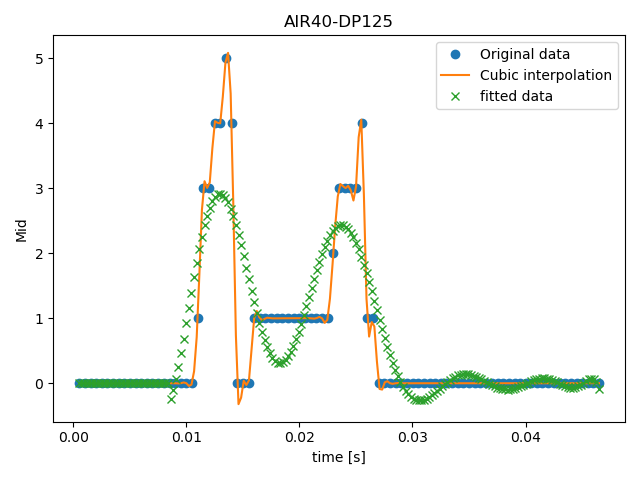 AIR40-DP125
Original data
Cubic interpolation
fitted data
Mid
5
4
3
2
1
0
0.00 0.01 0.02 0.03 0.04
time [s]